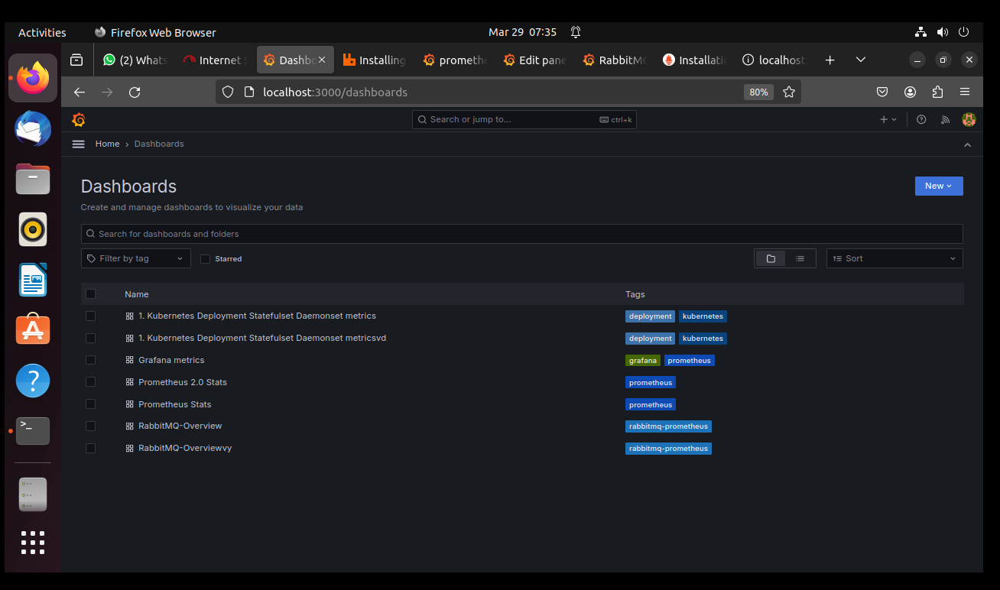 Activities Firefox Web Browser Mar 29 07:35
(2) Whats Internet S Dashbo Installing prometh Edit pane RabbitMQ Installati localhost
localhost:3000/dashboards 80%
Search or jump to... ctrl+k
Home › Dashboards
Dashboards New
Create and manage dashboards to visualize your data
Search for dashboards and folders
Filter by tag Starred Sort
Name Tags
1. Kubernetes Deployment Statefulset Daemonset metrics deployment kubernetes
1. Kubernetes Deployment Statefulset Daemonset metricsvd deployment kubernetes
Grafana metrics grafana prometheus
Prometheus 2.0 Stats prometheus
Prometheus Stats prometheus
RabbitMQ-Overview rabbitmq-prometheus
RabbitMQ-Overviewvy rabbitmq-prometheus